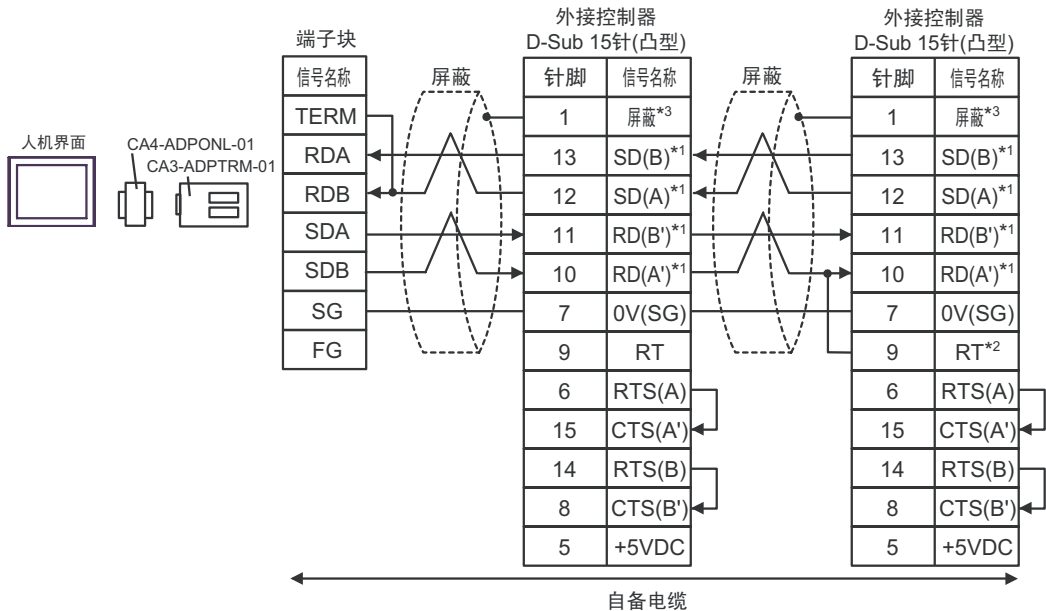 人机界面
CA4-ADPONL-01
CA3-ADPTRM-01
端子块
信号名称
TERM
RDA
RDB
SDA
SDB
SG
FG
屏蔽
外接控制器
D-Sub 15针(凸型)
针脚 信号名称
1 屏蔽*3
13 SD(B)*1
12 SD(A)*1
11 RD(B')*1
10 RD(A')*1
7 0V(SG)
9 RT
6 RTS(A)
15 CTS(A')
14 RTS(B)
8 CTS(B')
5 +5VDC
屏蔽
外接控制器
D-Sub 15针(凸型)
针脚 信号名称
1 屏蔽*3
13 SD(B)*1
12 SD(A)*1
11 RD(B')*1
10 RD(A')*1
7 0V(SG)
9 RT*2
6 RTS(A)
15 CTS(A')
14 RTS(B)
8 CTS(B')
5 +5VDC
自备电缆